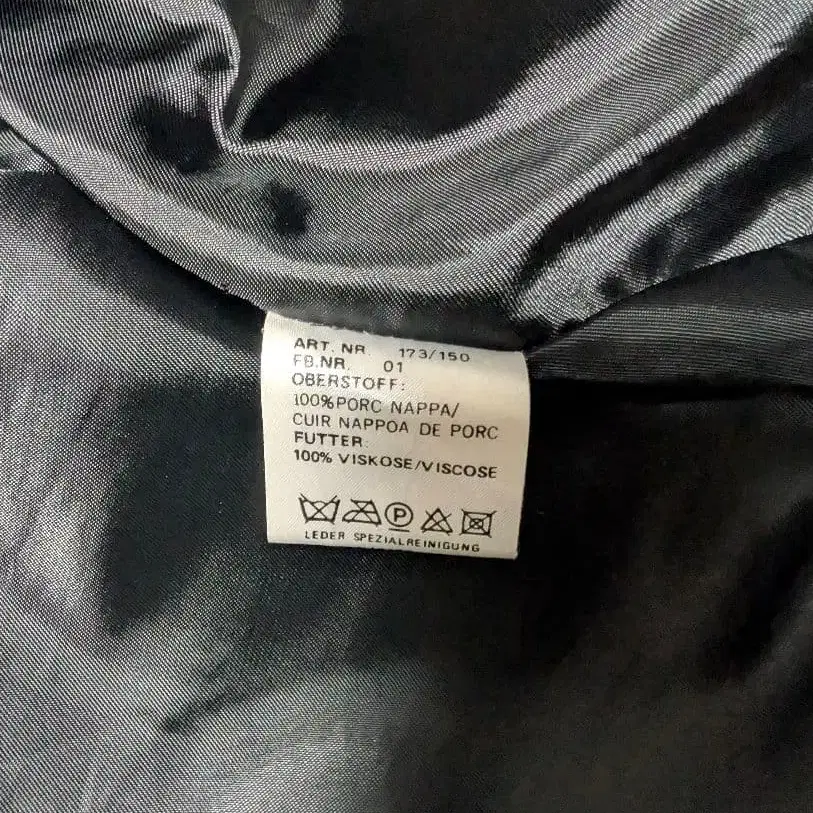 ART. NR. 173/150
FB.NR. 01
OBERSTOFF:
100%PORC NAPPA/
CUIR NAPPOA DE PORC
FUTTER:
100% VISKOSE/VISCOSE
P
LEDER SPEZIALREINIGUNG